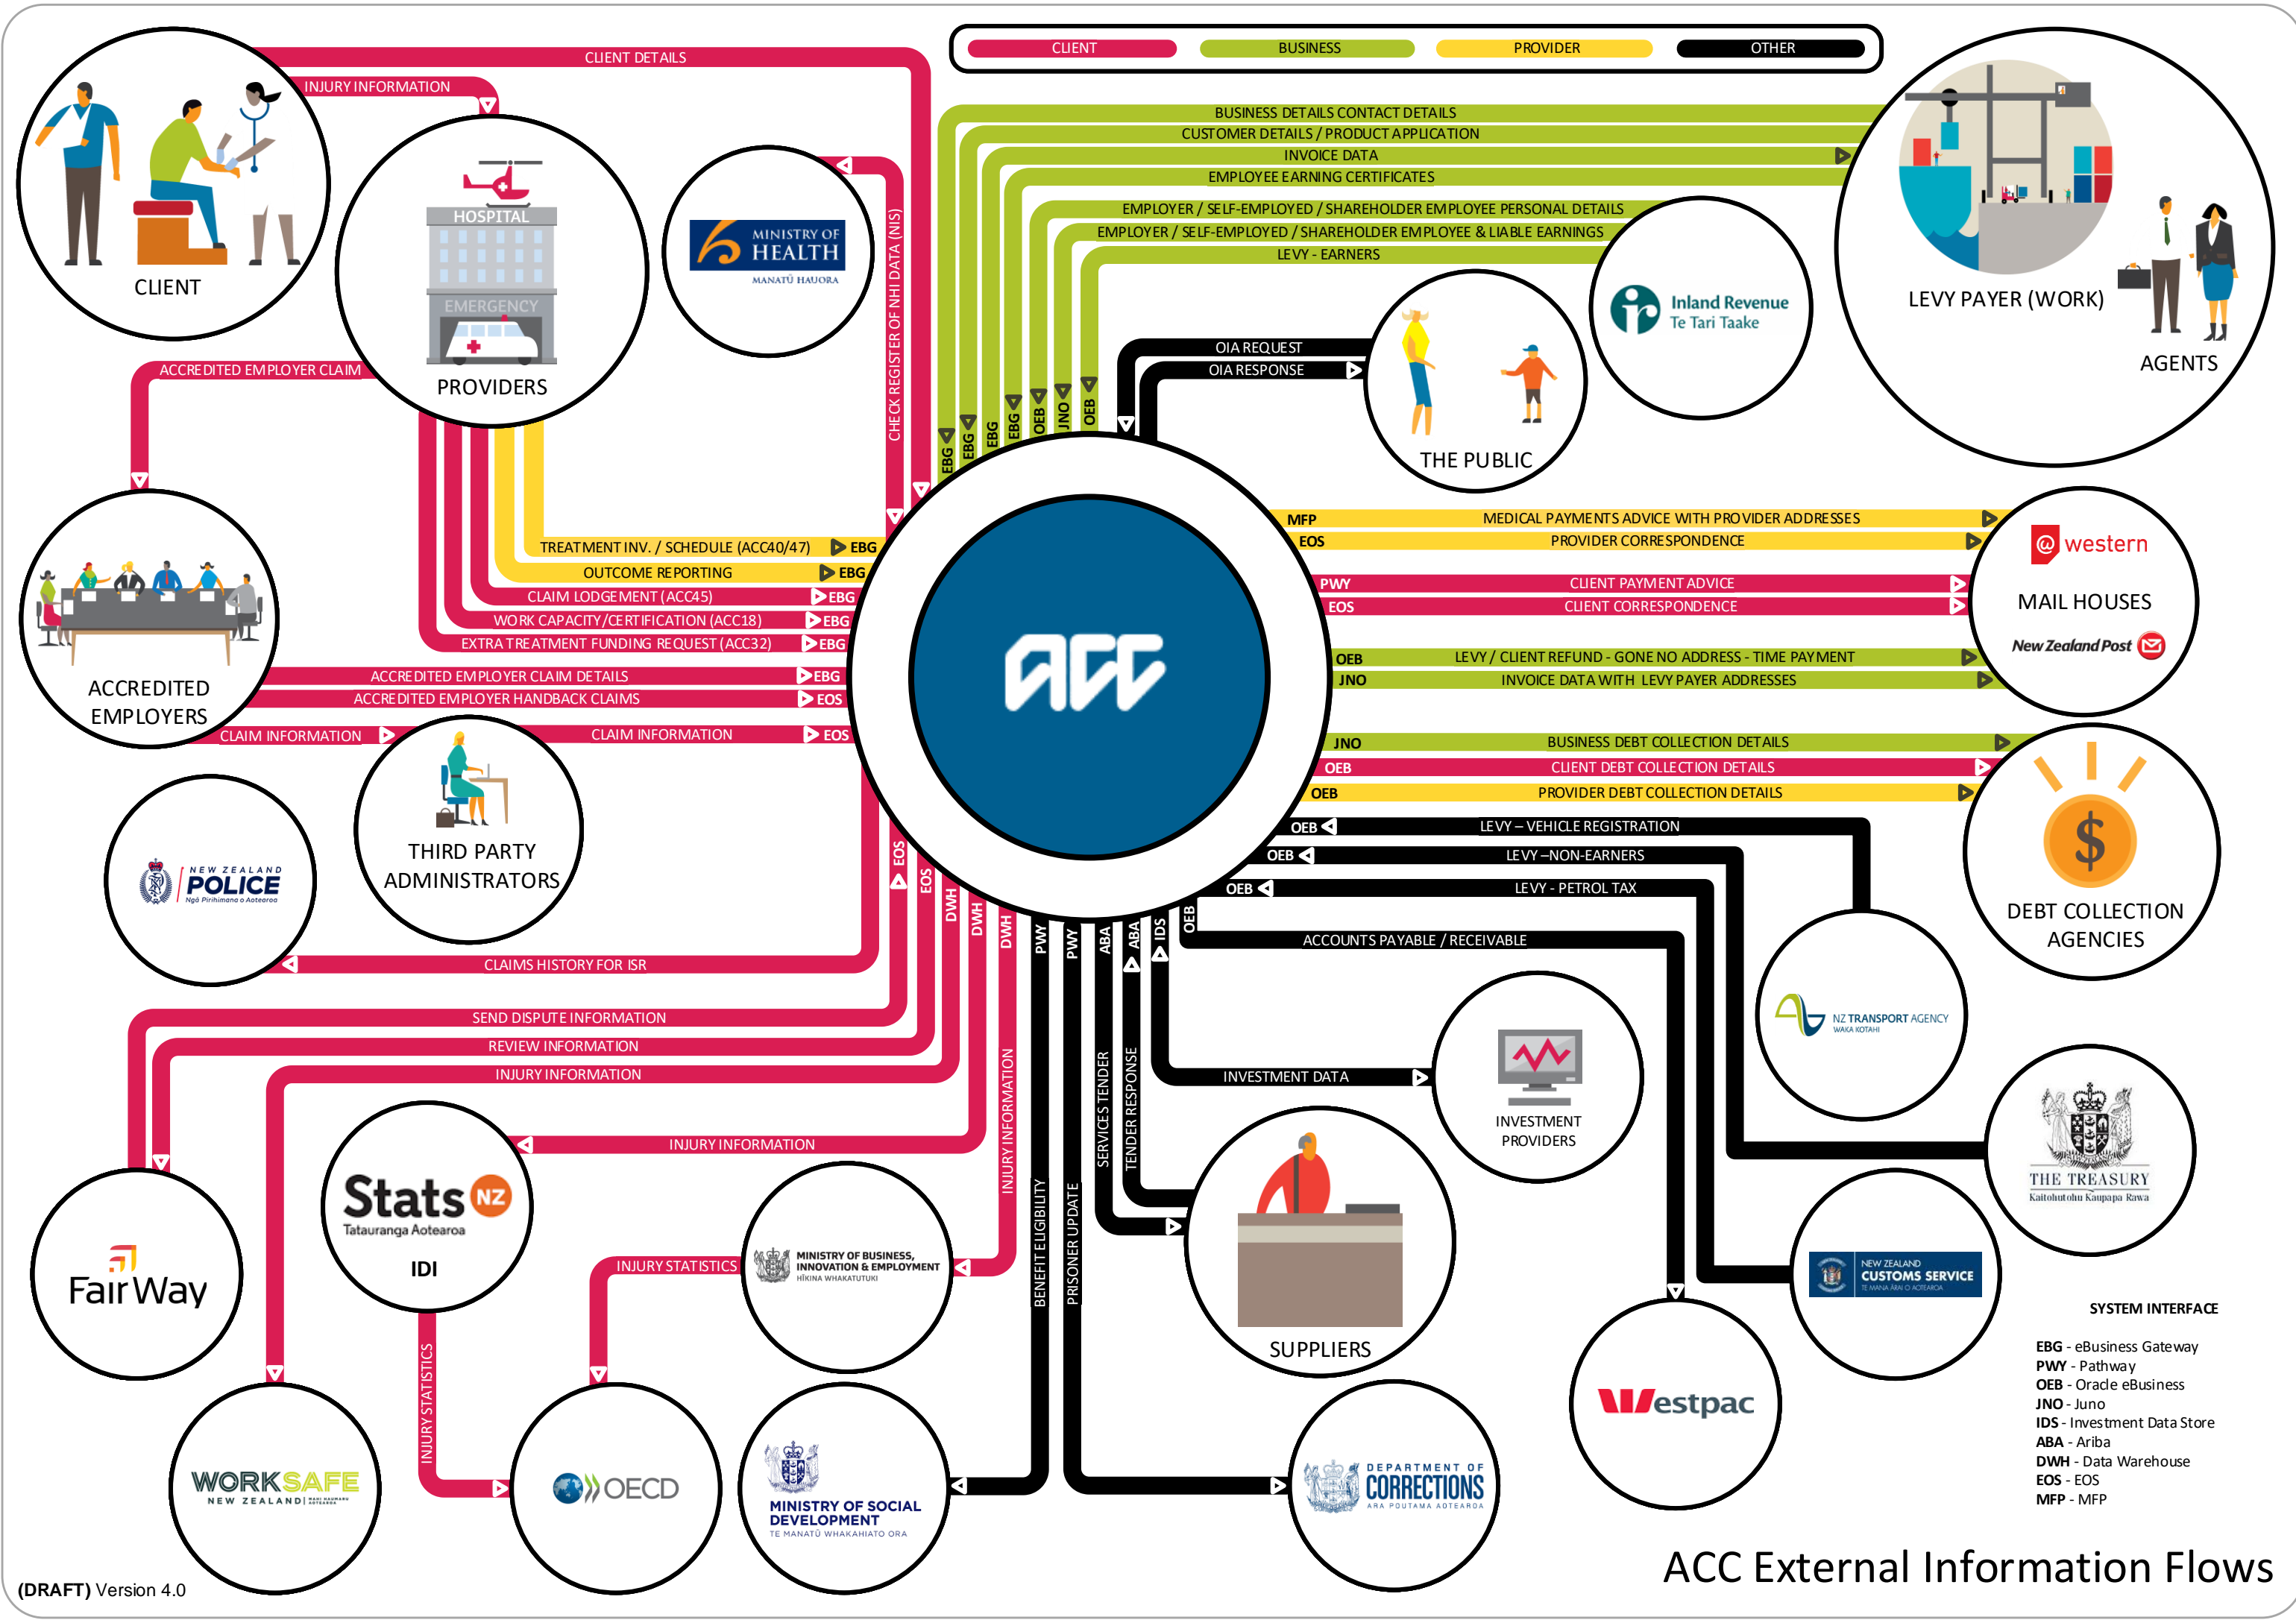 CLIENT
BUSINESS
PROVIDER
OTHER
CLIENT DETAILS
INJURY INFORMATION
CLIENT
HOSPITAL
EMERGENCY
PROVIDERS
MINISTRY OF
HEALTH
MANATŪ HAUORA
CHECK REGISTER OF NHI DATA (NIS)
BUSINESS DETAILS CONTACT DETAILS
CUSTOMER DETAILS / PRODUCT APPLICATION
INVOICE DATA
EMPLOYEE EARNING CERTIFICATES
EMPLOYER / SELF-EMPLOYED / SHAREHOLDER EMPLOYEE PERSONAL DETAILS
EMPLOYER / SELF-EMPLOYED / SHAREHOLDER EMPLOYEE & LIABLE EARNINGS
LEVY - EARNERS
EBG
EBG
EBG
EBG
OEB
JNO
OEB
LEVY PAYER (WORK)
AGENTS
Inland Revenue
Te Tari Taake
OIA REQUEST
OIA RESPONSE
THE PUBLIC
ACCREDITED EMPLOYER CLAIM
TREATMENT INV. / SCHEDULE (ACC40/47) EBG
OUTCOME REPORTING EBG
CLAIM LODGEMENT (ACC45) EBG
WORK CAPACITY/CERTIFICATION (ACC18) EBG
EXTRA TREATMENT FUNDING REQUEST (ACC32) EBG
ACCREDITED EMPLOYER CLAIM DETAILS EBG
ACCREDITED EMPLOYER HANDBACK CLAIMS EOS
ACCREDITED
EMPLOYERS
CLAIM INFORMATION
CLAIM INFORMATION EOS
THIRD PARTY
ADMINISTRATORS
acc
MFP MEDICAL PAYMENTS ADVICE WITH PROVIDER ADDRESSES
EOS PROVIDER CORRESPONDENCE
PWY CLIENT PAYMENT ADVICE
EOS CLIENT CORRESPONDENCE
OEB LEVY / CLIENT REFUND - GONE NO ADDRESS - TIME PAYMENT
JNO INVOICE DATA WITH LEVY PAYER ADDRESSES
@ western
MAIL HOUSES
New Zealand Post
JNO BUSINESS DEBT COLLECTION DETAILS
OEB CLIENT DEBT COLLECTION DETAILS
OEB PROVIDER DEBT COLLECTION DETAILS
$
DEBT COLLECTION
AGENCIES
OEB LEVY – VEHICLE REGISTRATION
OEB LEVY –NON-EARNERS
OEB LEVY - PETROL TAX
OEB
ACCOUNTS PAYABLE / RECEIVABLE
NEW ZEALAND
POLICE
Ngā Pirihimana o Aotearoa
CLAIMS HISTORY FOR ISR
EOS
EOS
DWH
DWH
DWH
PWY
PWY
ABA
ABA
IDS
SEND DISPUTE INFORMATION
REVIEW INFORMATION
INJURY INFORMATION
INJURY INFORMATION
INJURY INFORMATION
BENEFIT ELIGIBILITY
PRISONER UPDATE
SERVICES TENDER
TENDER RESPONSE
INVESTMENT DATA
INVESTMENT
PROVIDERS
NZ TRANSPORT AGENCY
WAKA KOTAHI
THE TREASURY
Kaitohutohu Kaupapa Rawa
NEW ZEALAND
CUSTOMS SERVICE
TE MANA ĀRAI O AOTEAROA
Stats NZ
Tatauranga Aotearoa
IDI
FairWay
MINISTRY OF BUSINESS,
INNOVATION & EMPLOYMENT
HĪKINA WHAKATUTUKI
INJURY STATISTICS
INJURY STATISTICS
SUPPLIERS
WORKSAFE
NEW ZEALAND
OECD
MINISTRY OF SOCIAL
DEVELOPMENT
TE MANATŪ WHAKAHIATO ORA
DEPARTMENT OF
CORRECTIONS
ARA POUTAMA AOTEAROA
Westpac
SYSTEM INTERFACE
EBG - eBusiness Gateway
PWY - Pathway
OEB - Oracle eBusiness
JNO - Juno
IDS - Investment Data Store
ABA - Ariba
DWH - Data Warehouse
EOS - EOS
MFP - MFP
ACC External Information Flows
(DRAFT) Version 4.0